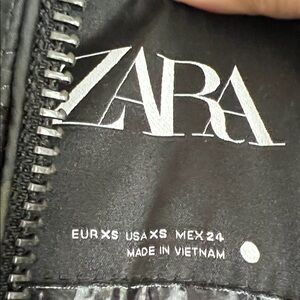 ZARA
EUR XS USA XS MEX 24
MADE IN VIETNAM